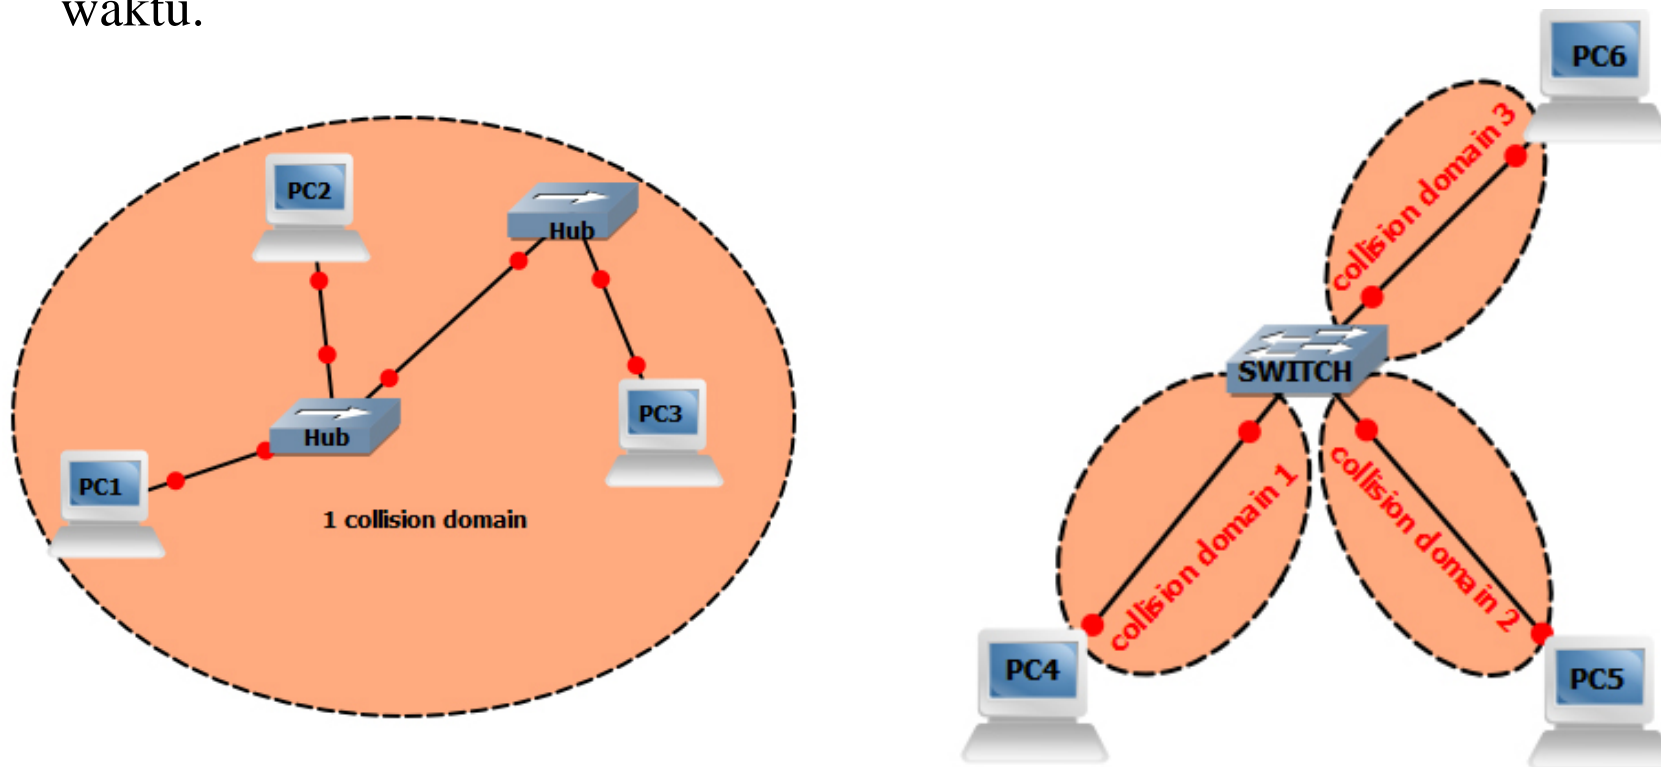 waktu.
PC2
Hub
PC1
Hub
PC3
1 collision domain
PC6
collision domain 3
SWITCH
collision domain 1
collision domain 2
PC4
PC5